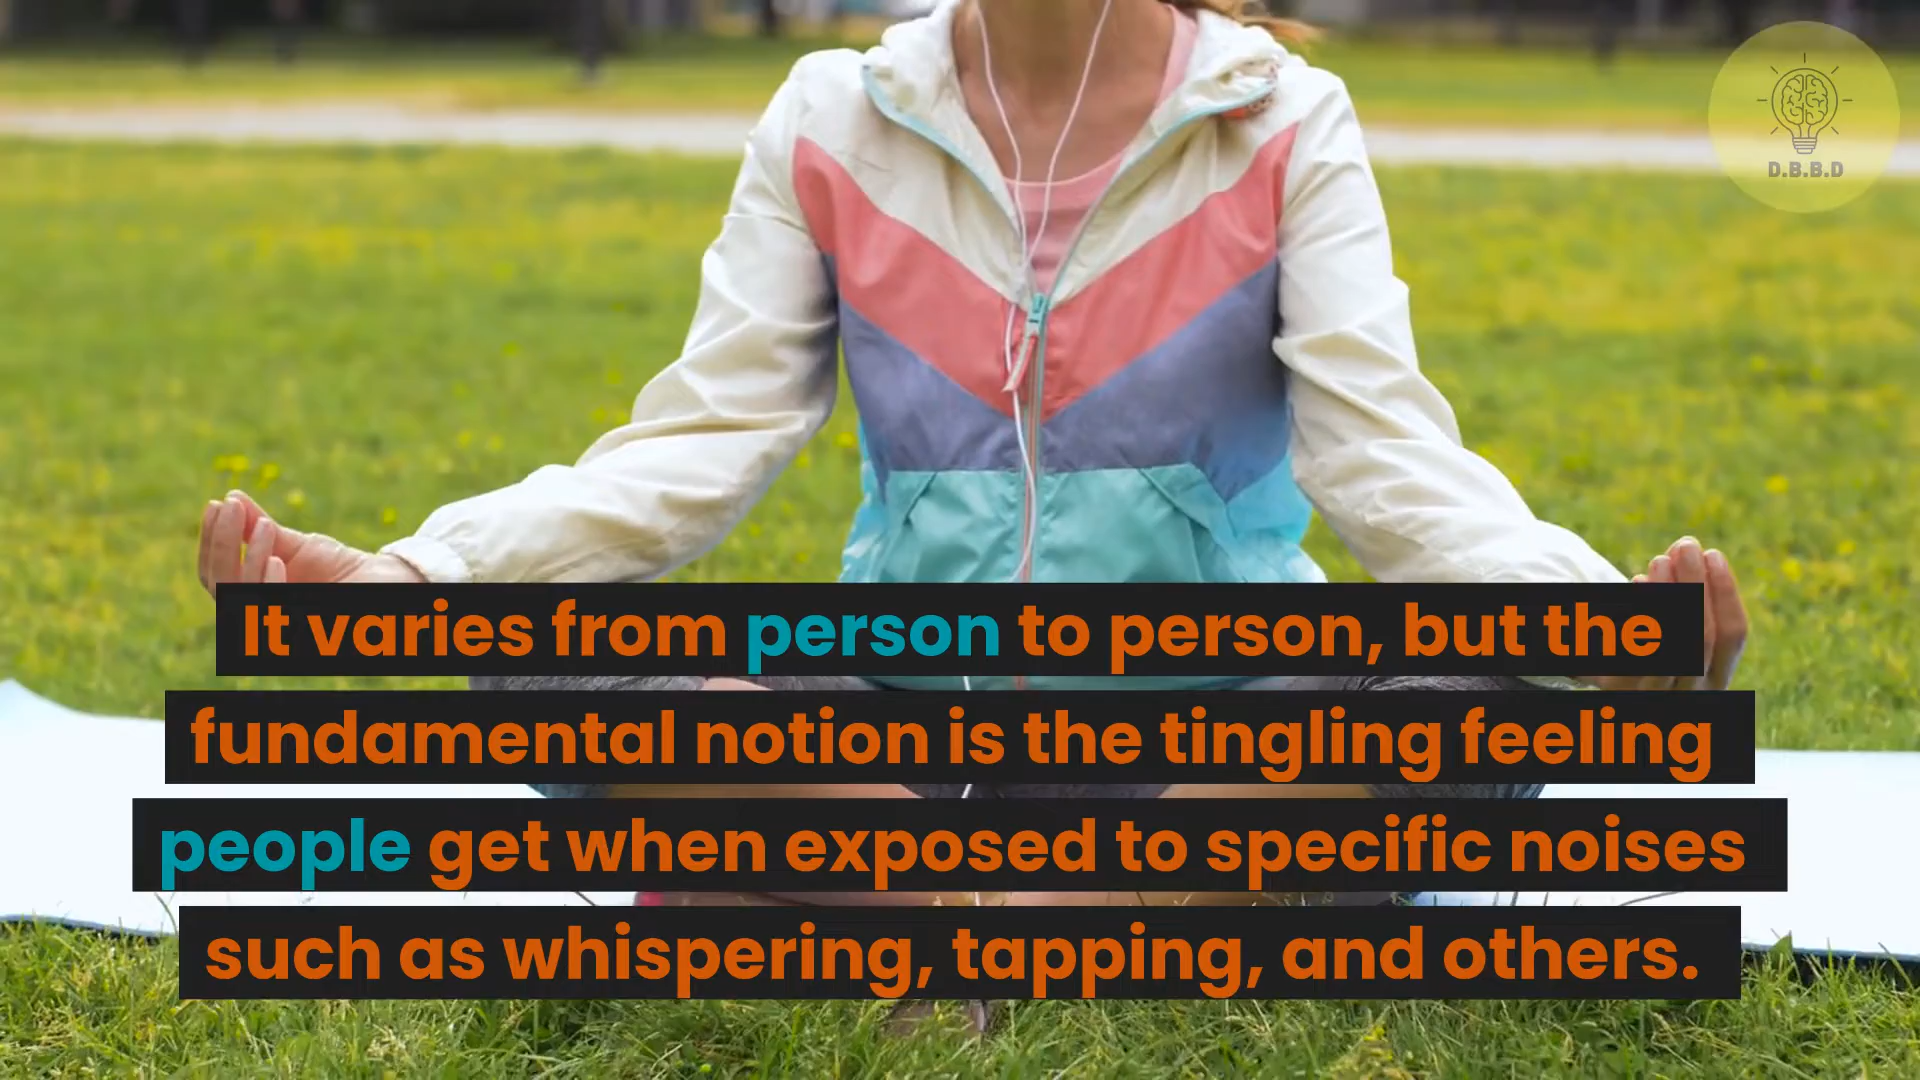 D.B.B.D
It varies from person to person, but the
fundamental notion is the tingling feeling
people get when exposed to specific noises
such as whispering, tapping, and others.